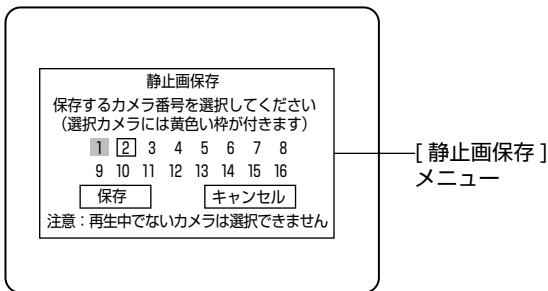 静止画保存
保存するカメラ番号を選択してください
（選択カメラには黄色い枠が付きます）
1 2 3 4 5 6 7 8
9 10 11 12 13 14 15 16
保存 キャンセル
注意：再生中でないカメラは選択できません
[ 静止画保存 ]
メニュー